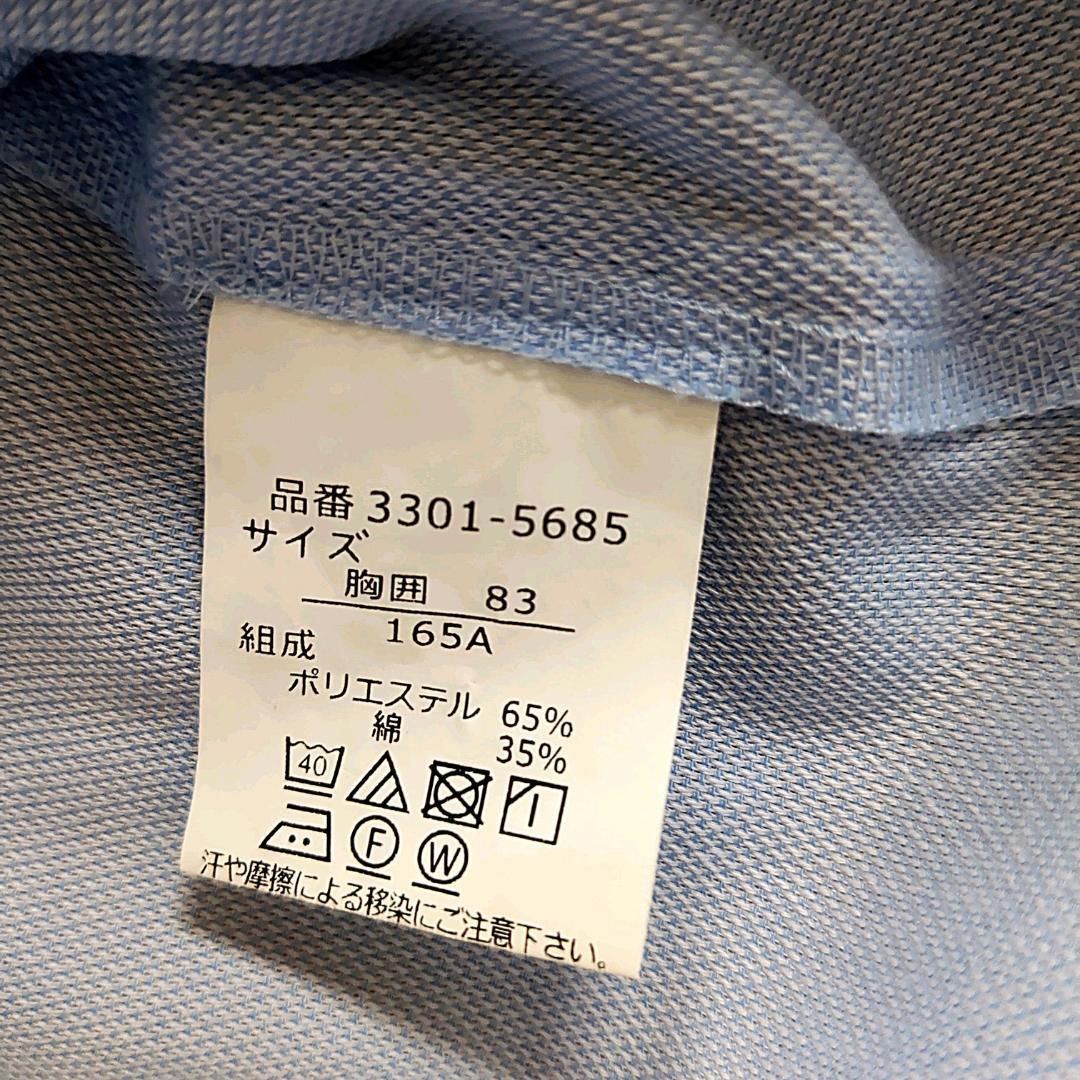 品番 3301-5685
サイズ
胸囲 83
165A
組成
ポリエステル 65%
綿 35%
40
F W
汗や摩擦による移染にご注意下さい。